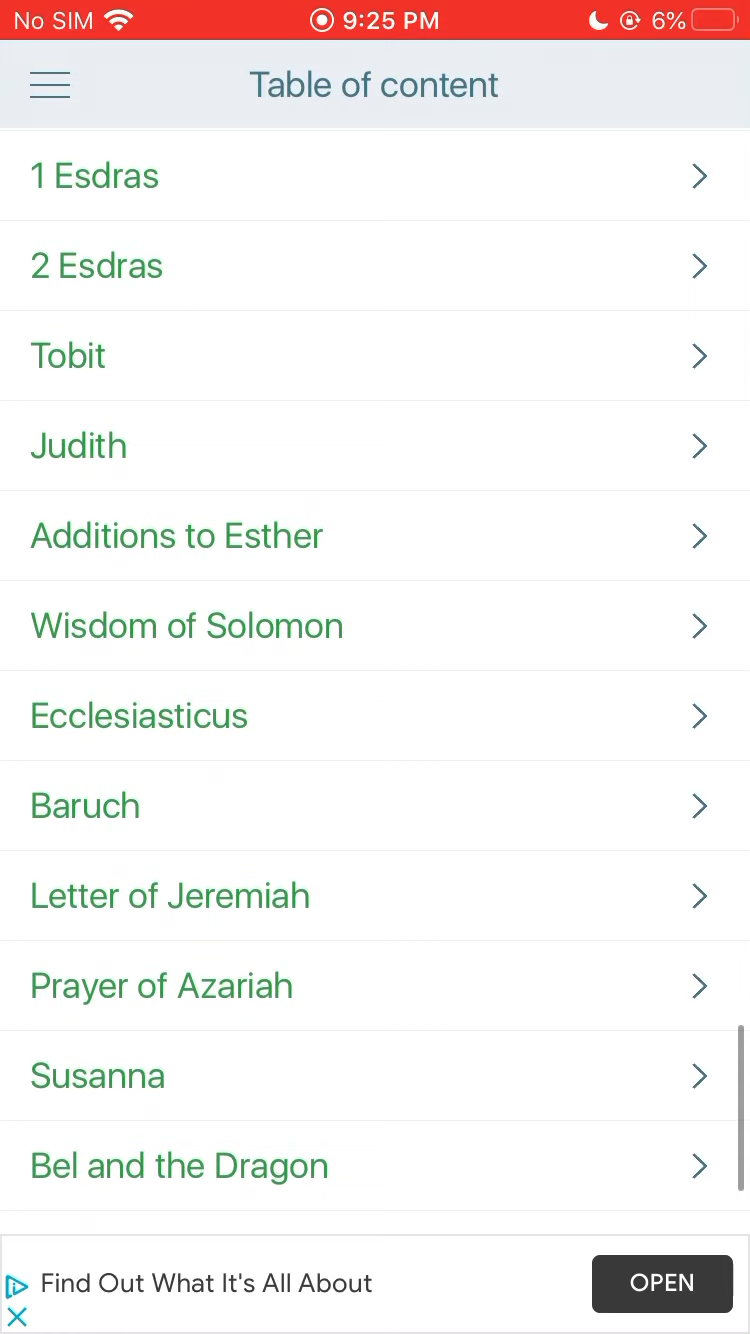 No SIM 9:25 PM 6%
Table of content
1 Esdras
2 Esdras
Tobit
Judith
Additions to Esther
Wisdom of Solomon
Ecclesiasticus
Baruch
Letter of Jeremiah
Prayer of Azariah
Susanna
Bel and the Dragon
Find Out What It's All About OPEN